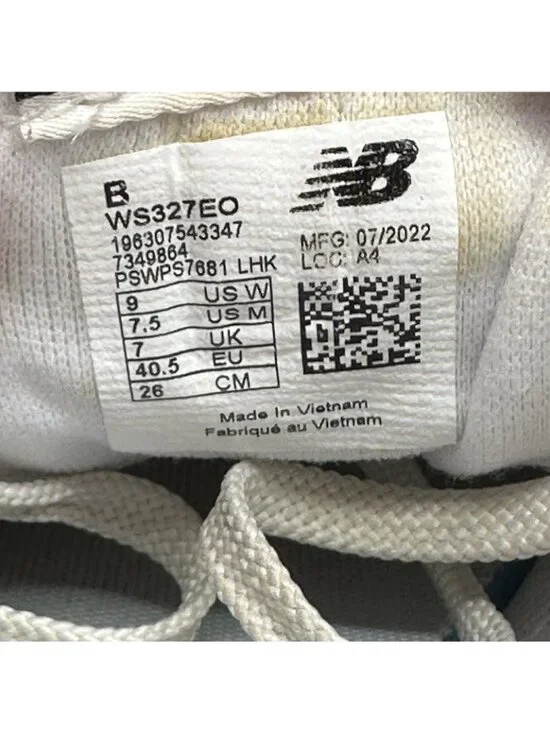 B
WS327EO
196307543347
7349864
PSWPS7681 LHK
NB
MFG: 07/2022
LOC: A4
9 US W
7.5 US M
7 UK
40.5 EU
26 CM
Made In Vietnam
Fabriqué au Vietnam